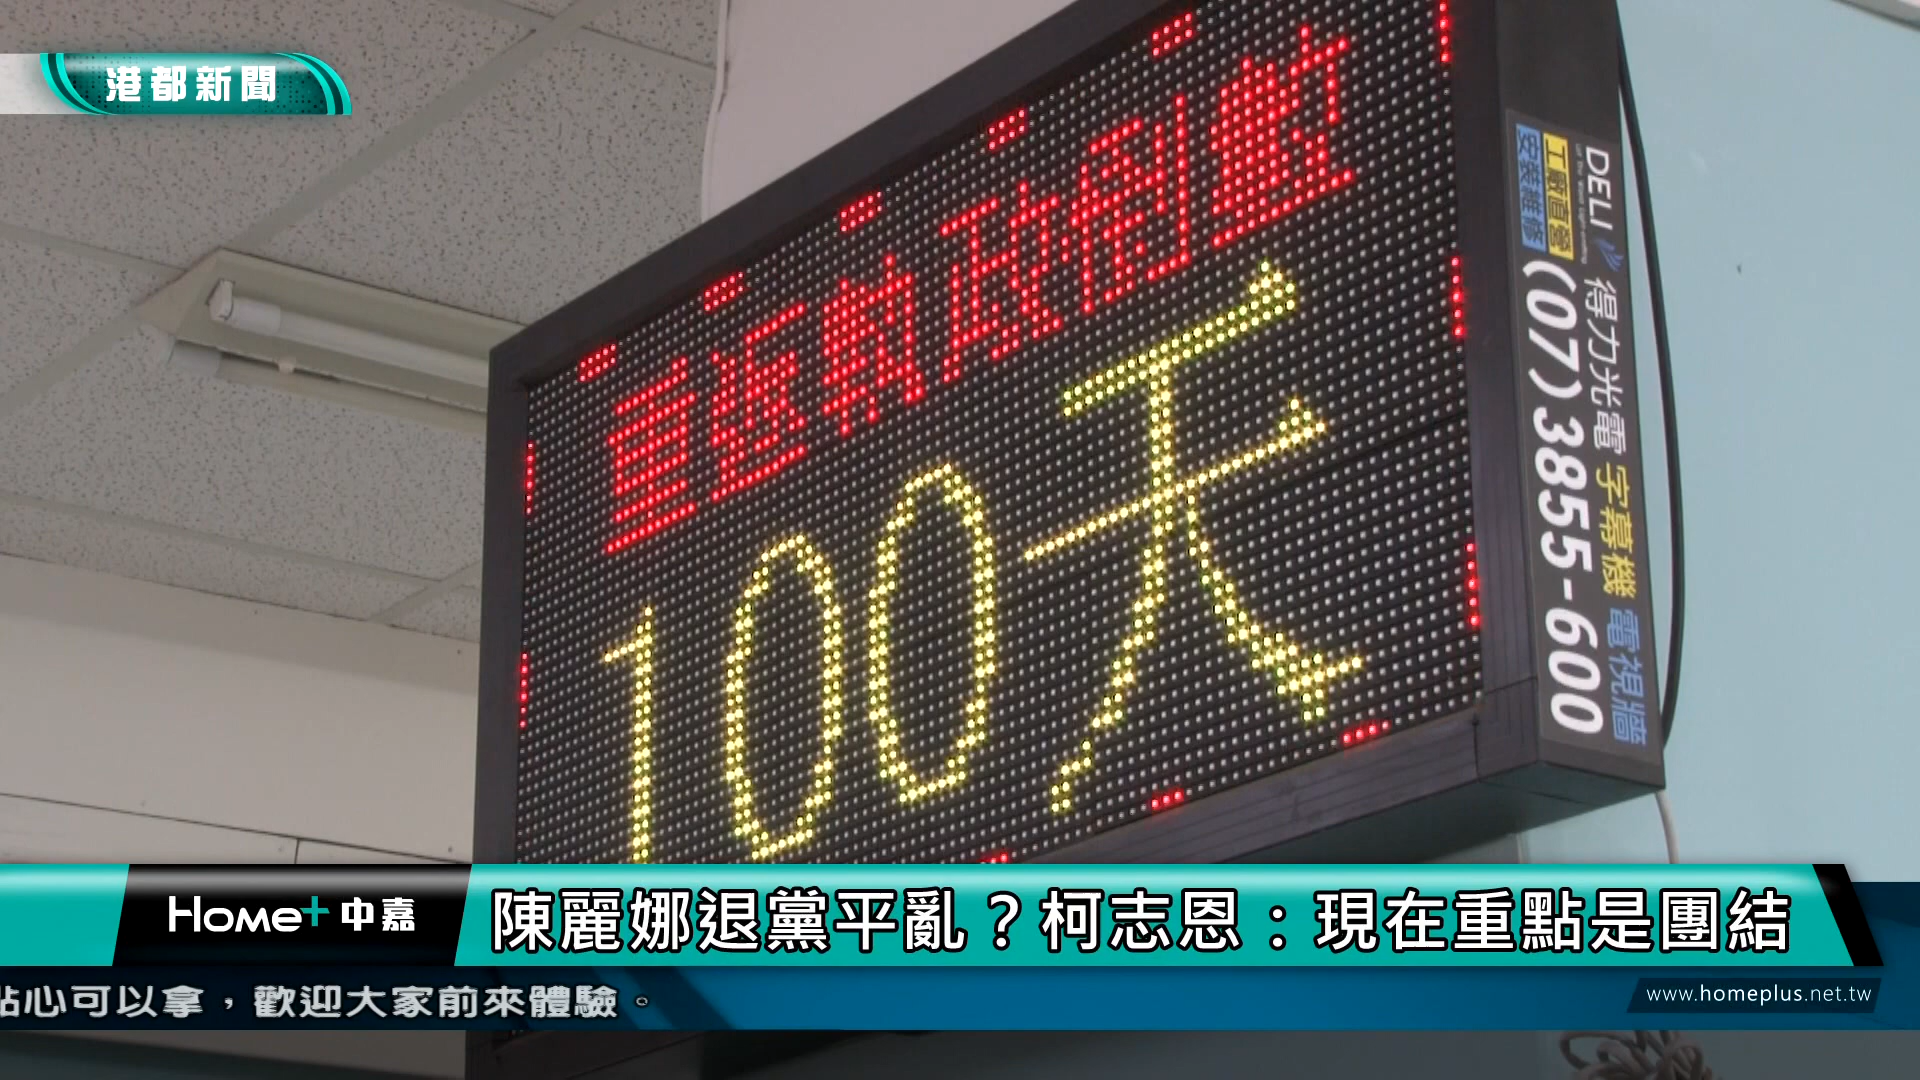 港都新聞
重返執政倒數
100天
DELI
得力光電 字幕機 電視牆
工廠直營
安裝維修
(07)3855-600
Home+中嘉
陳麗娜退黨平亂？柯志恩：現在重點是團結
點心可以拿，歡迎大家前來體驗。
www.homeplus.net.tw